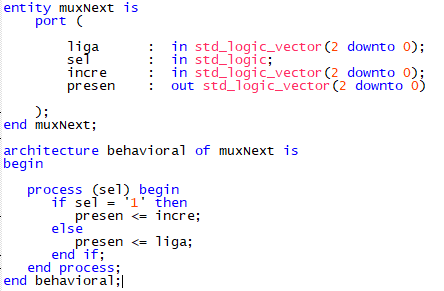 entity muxNext is
port (
liga : in std_logic_vector(2 downto 0);
sel : in std_logic;
incre : in std_logic_vector(2 downto 0);
presen : out std_logic_vector(2 downto 0)
);
end muxNext;
architecture behavioral of muxNext is
begin
process (sel) begin
if sel = '1' then
presen <= incre;
else
presen <= liga;
end if;
end process;
end behavioral;